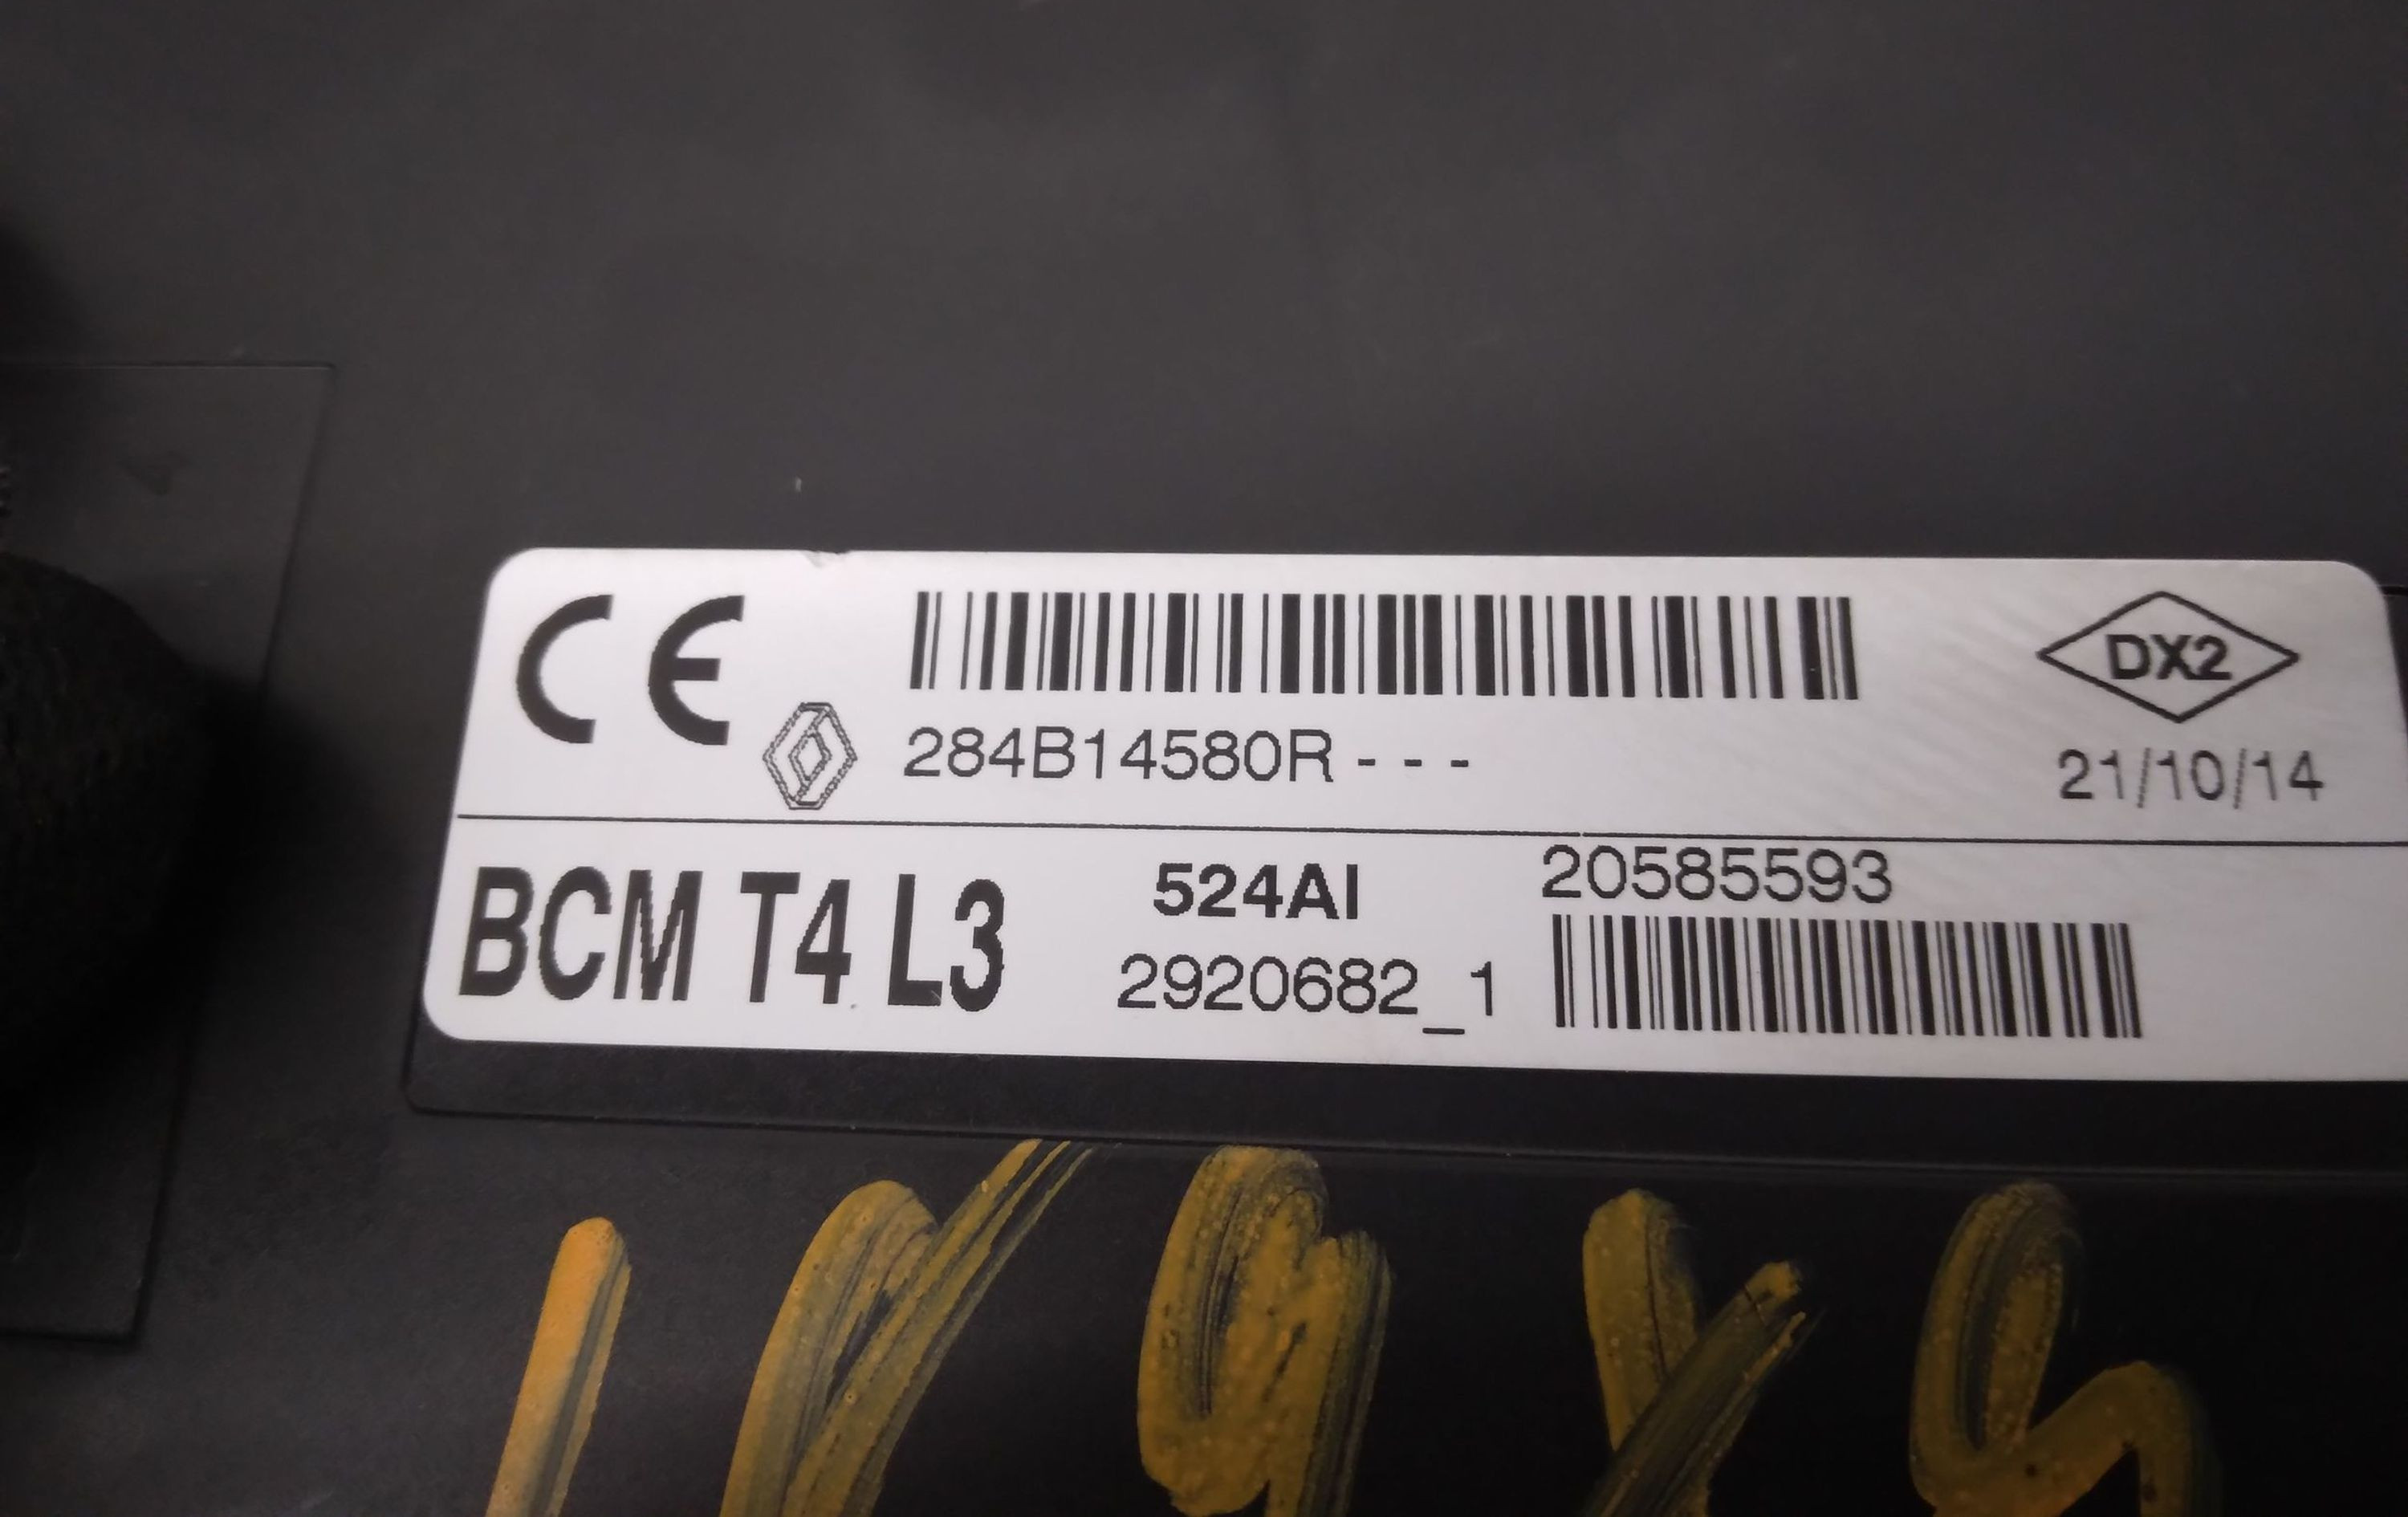 CE
284B14580R - - -
DX2
21/10/14
BCM T4 L3
524AI
2920682_1
20585593